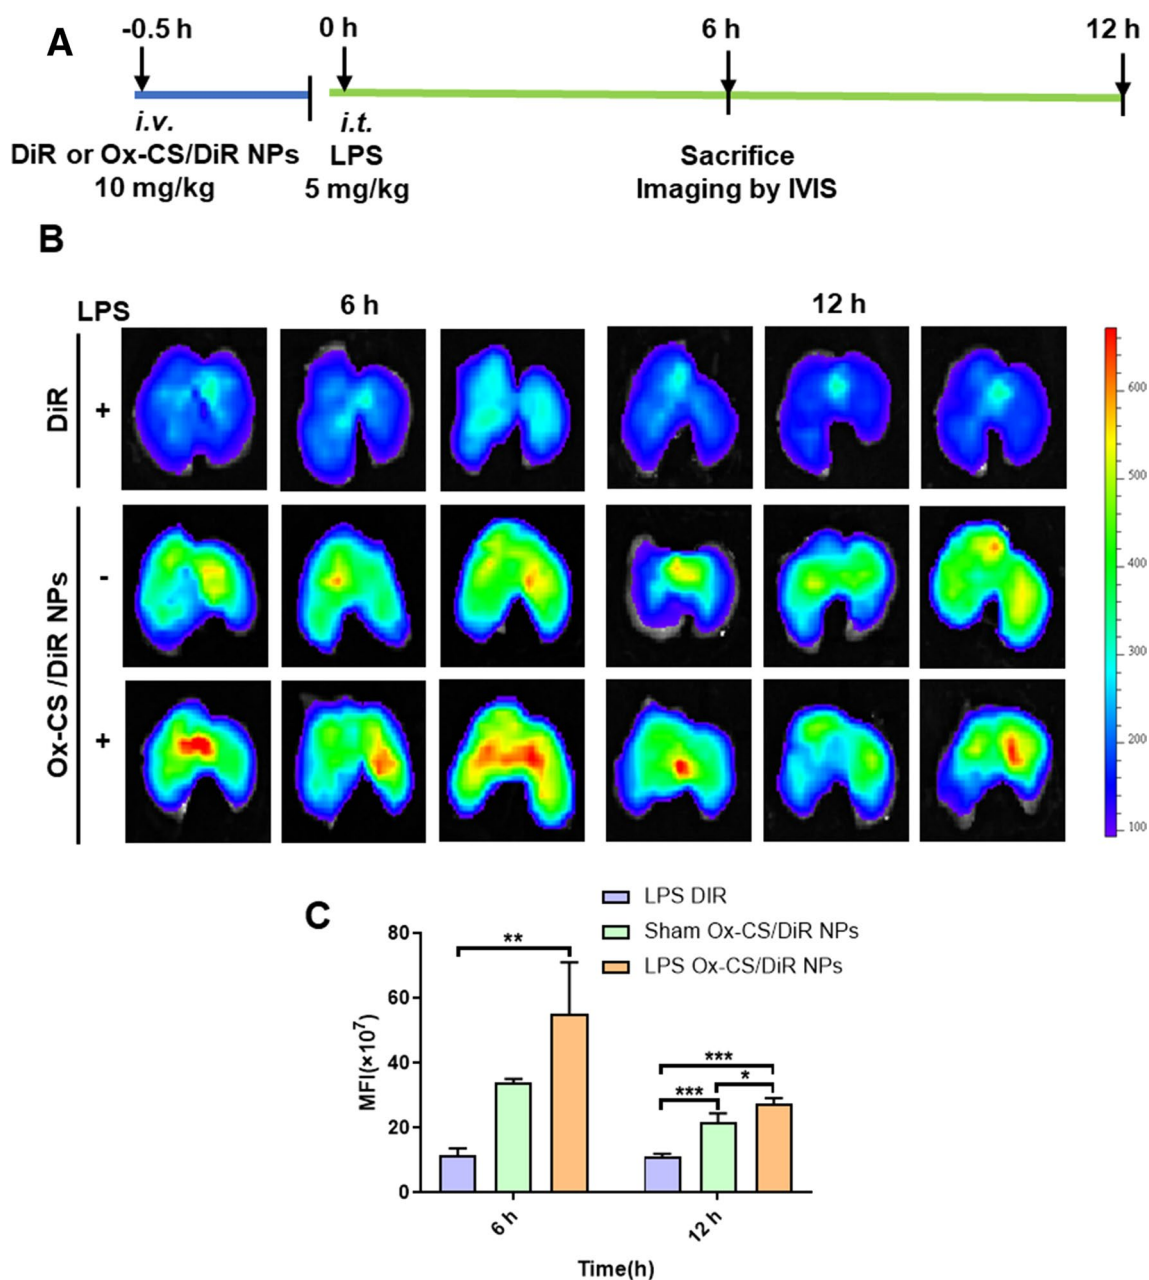 A
-0.5 h
0 h
6 h
12 h
i.v.
i.t.
DiR or Ox-CS/DiR NPs
LPS
Sacrifice
10 mg/kg
5 mg/kg
Imaging by IVIS
B
LPS
6 h
12 h
DiR
+
Ox-CS /DiR NPs
-
+
600
500
400
300
200
100
C
LPS DIR
Sham Ox-CS/DiR NPs
LPS Ox-CS/DiR NPs
MFI(×10⁷)
80
60
40
20
0
**
***
***
*
6 h
12 h
Time(h)